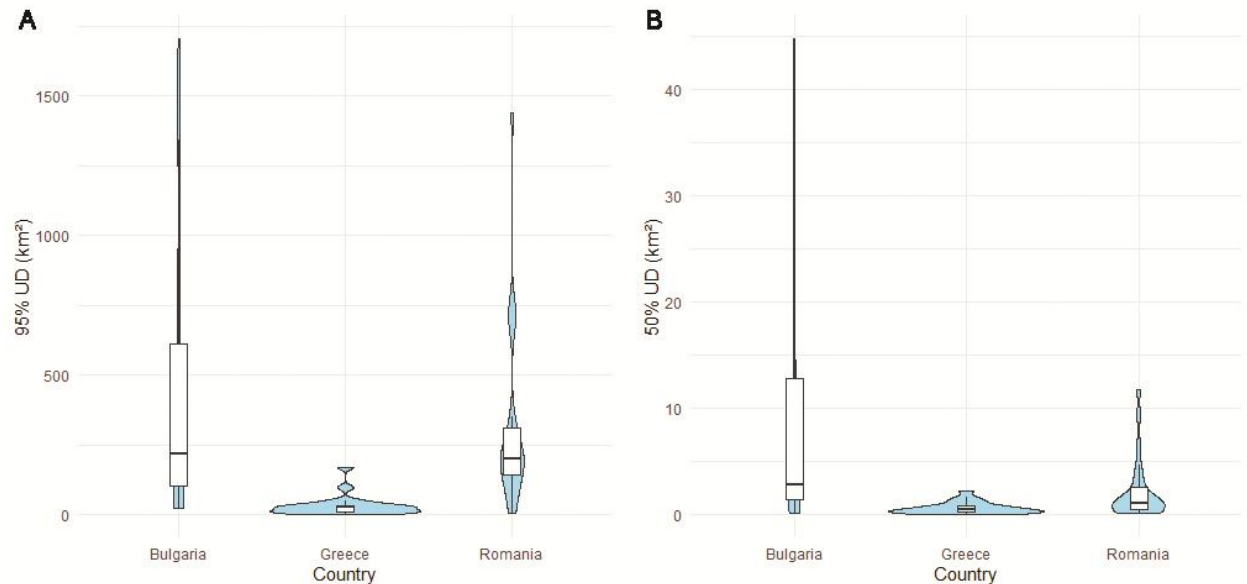 A
95% UD (km²)
1500
1000
500
0
Bulgaria Greece Romania
Country
B
50% UD (km²)
40
30
20
10
0
Bulgaria Greece Romania
Country